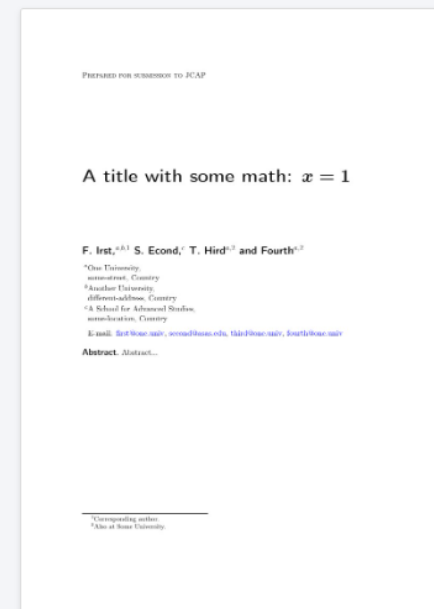 PREPARED FOR SUBMISSION TO JCAP
A title with some math: x = 1
F. Irst,ᵃ,ᵇ,¹ S. Econd,ᶜ T. Hirdᵃ,² and Fourthᵃ,²
ᵃOne University,
some-street, Country
ᵇAnother University,
different-address, Country
ᶜA School for Advanced Studies,
some-location, Country
E-mail: first@one.univ, second@asas.edu, third@one.univ, fourth@one.univ
Abstract. Abstract...
¹Corresponding author.
²Also at Some University.